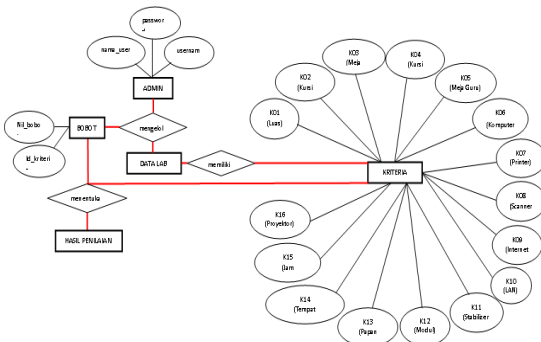 passwor
d
nama_user
usernam
ADMIN
Nil_bobo
BOBOT
mengelol
Id_kriteri
DATA LAB
memiliki
menentuka
HASIL PENILAIAN
KRITERIA
K01
(Luas)
K02
(Kursi
K03
(Meja
K04
(Kursi
K05
(Meja Guru)
K06
(Komputer
K07
(Printer)
K08
(Scanner
K09
(Internet
K10
(LAN)
K11
(Stabilizer
K12
(Modul)
K13
(Papan
K14
(Tempat
K15
(Jam
K16
(Proyektor)